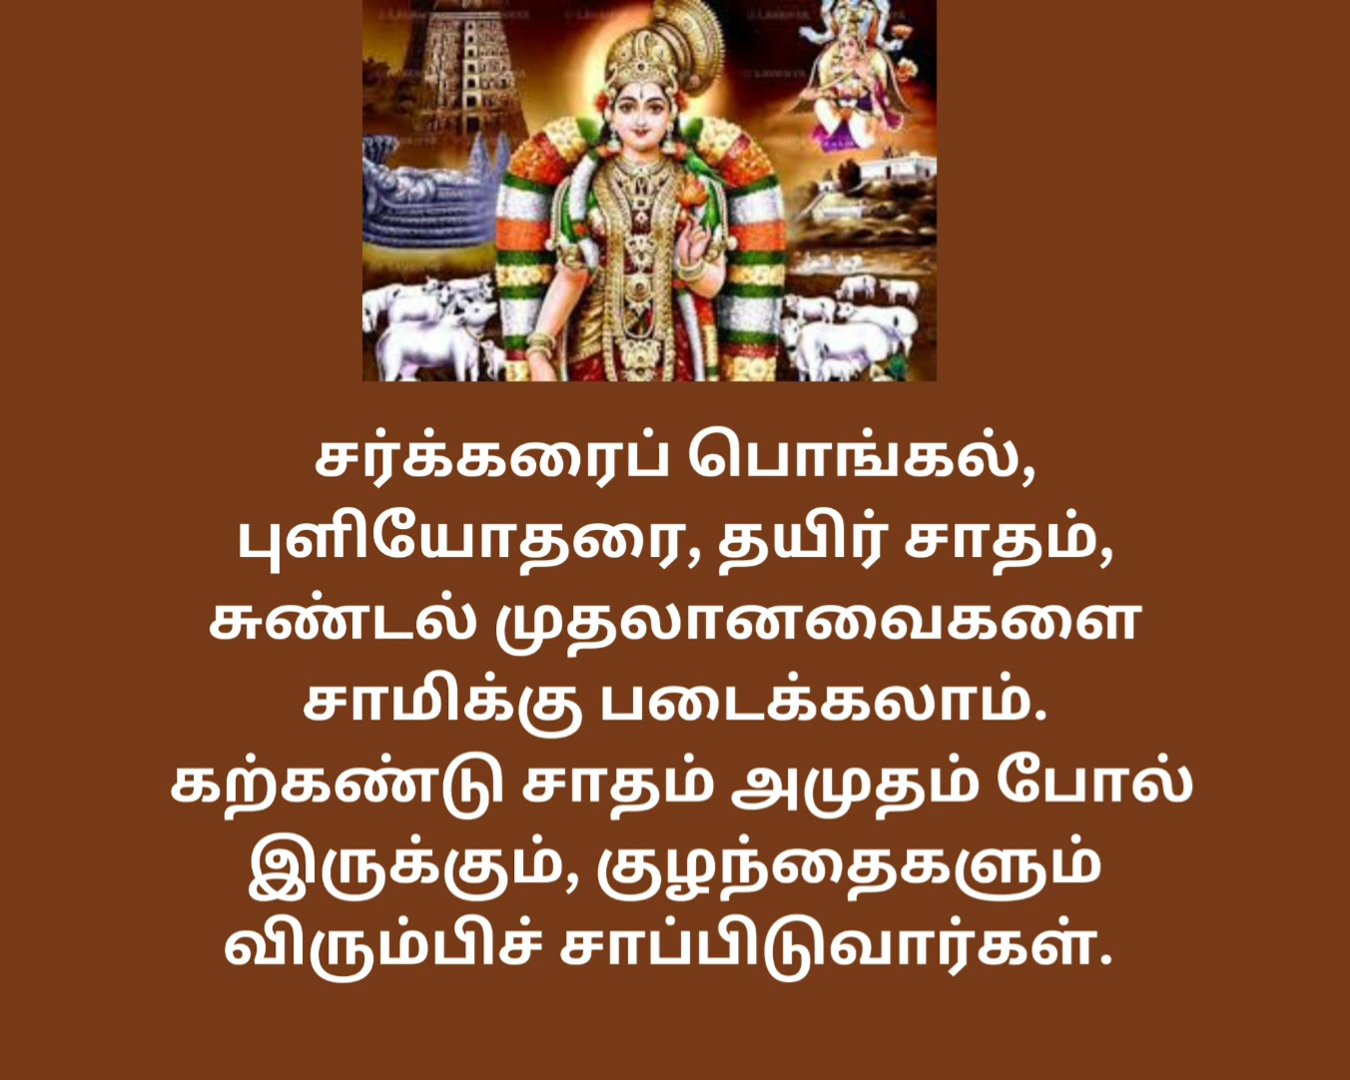 சர்க்கரைப் பொங்கல்,
புளியோதரை, தயிர் சாதம்,
சுண்டல் முதலானவைகளை
சாமிக்கு படைக்கலாம்.
கற்கண்டு சாதம் அமுதம் போல்
இருக்கும், குழந்தைகளும்
விரும்பிச் சாப்பிடுவார்கள்.